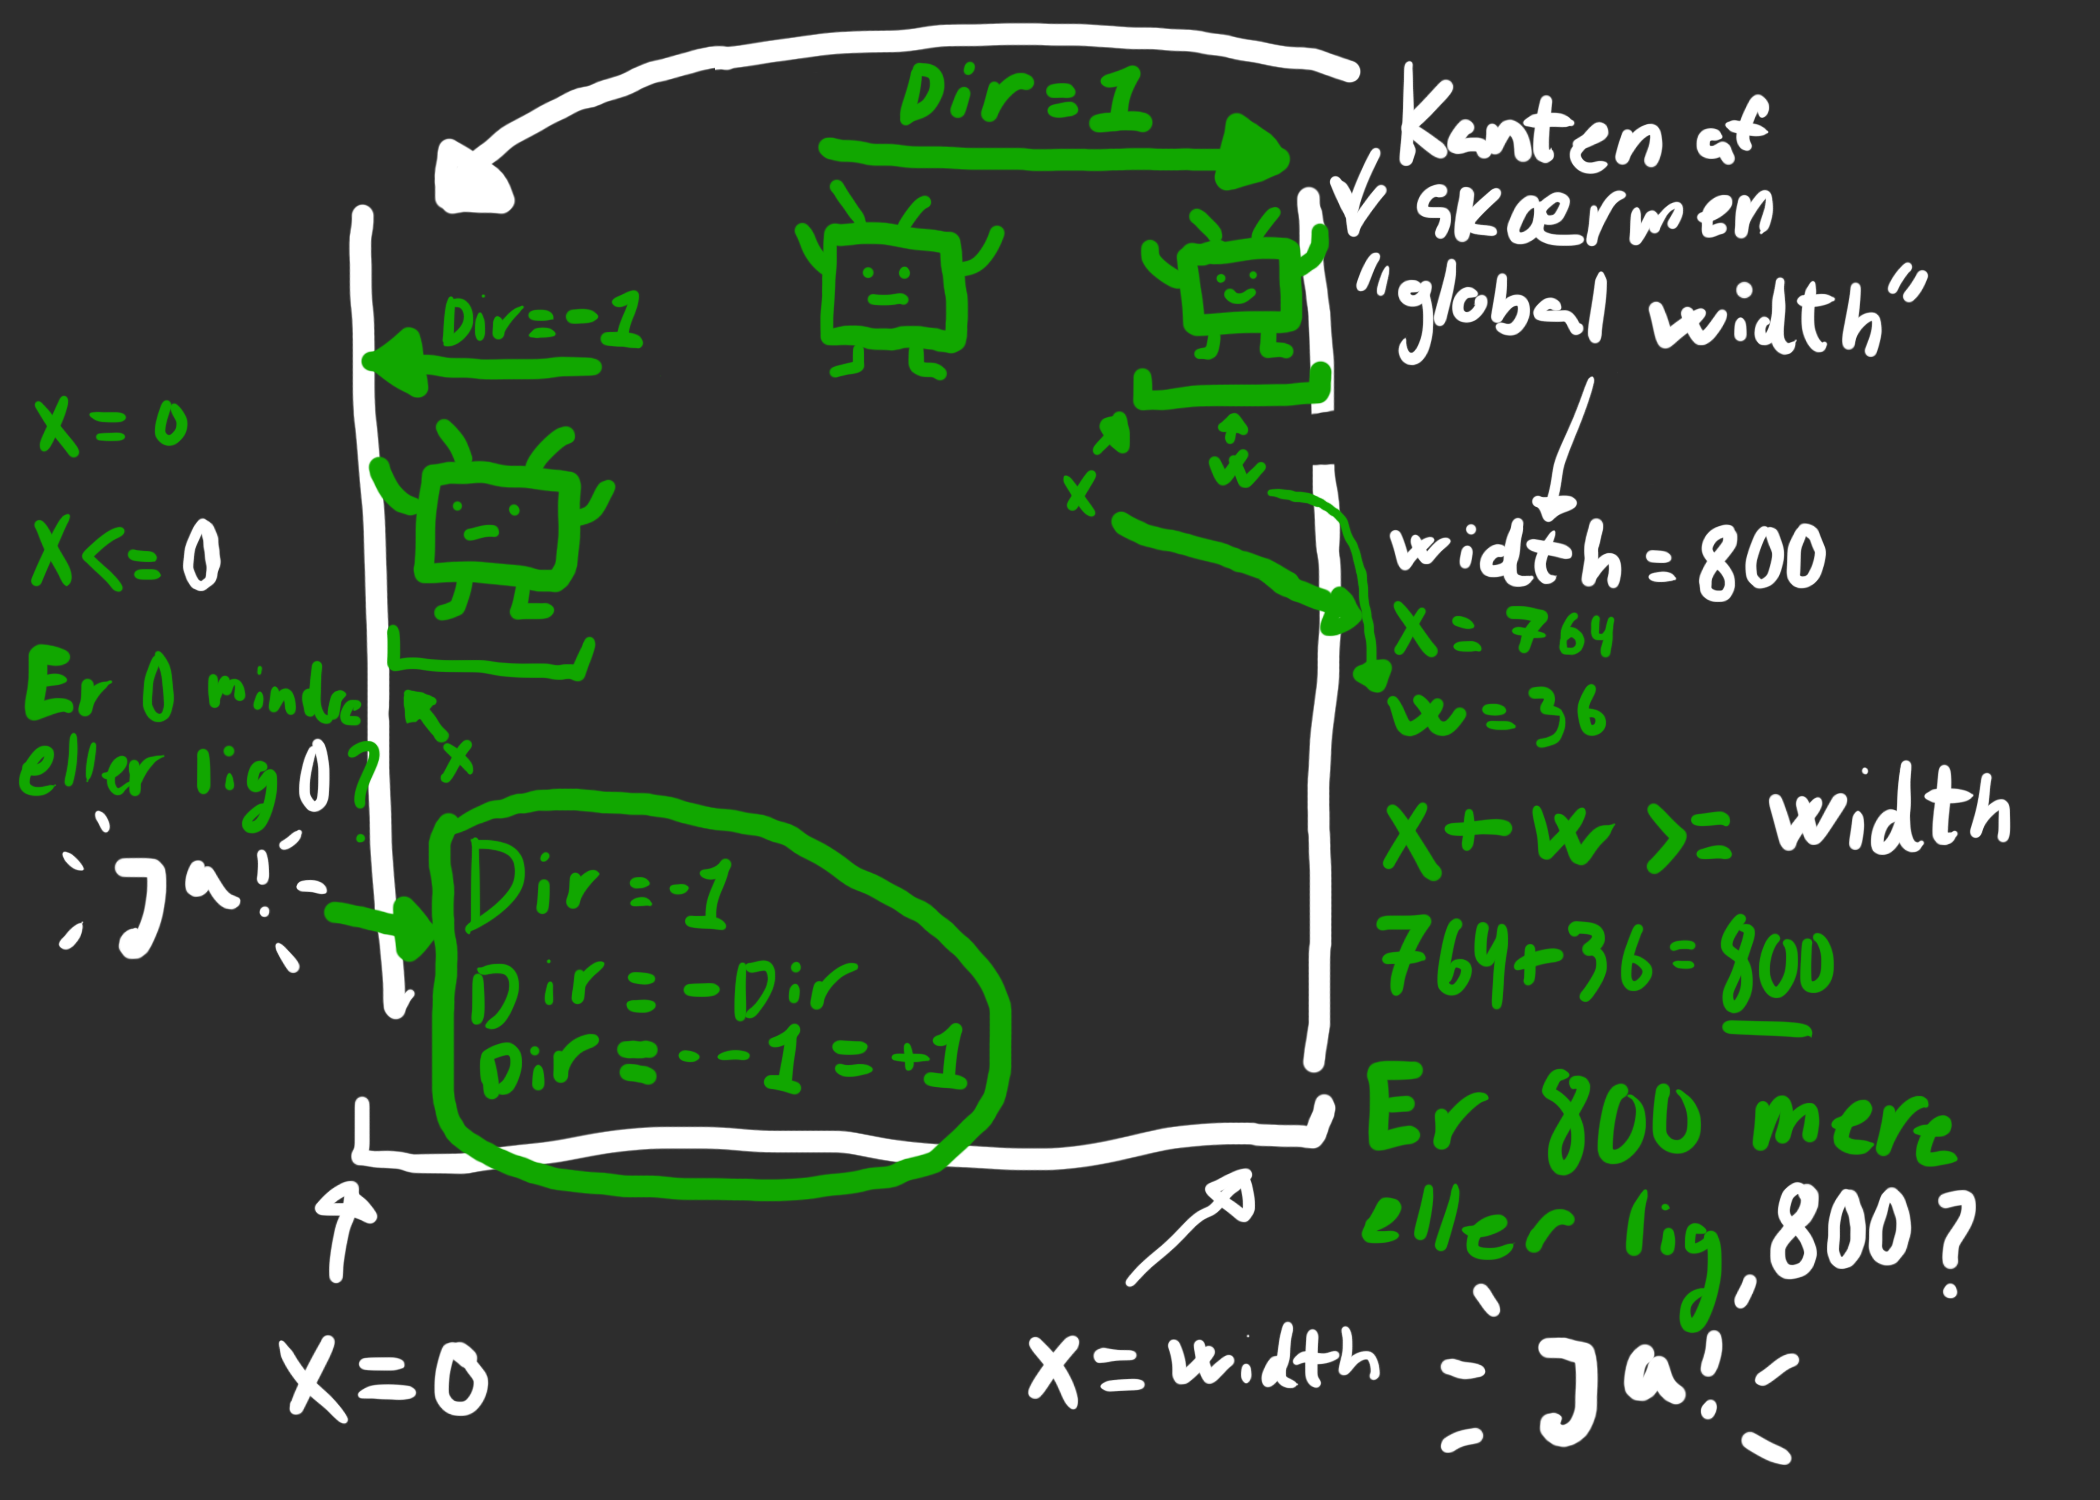 Dir=1
Kanten af
skærmen
"global width"
Dir=-1
x=0
x<=0
Er 0 mindre
eller lig 0?
Ja!
x
x
w
width=800
x=764
w=36
x+w>=width
764+36=800
Er 800 mere
eller lig 800?
Ja!
Dir=-1
Dir=-Dir
Dir=--1=+1
x=0
x=width